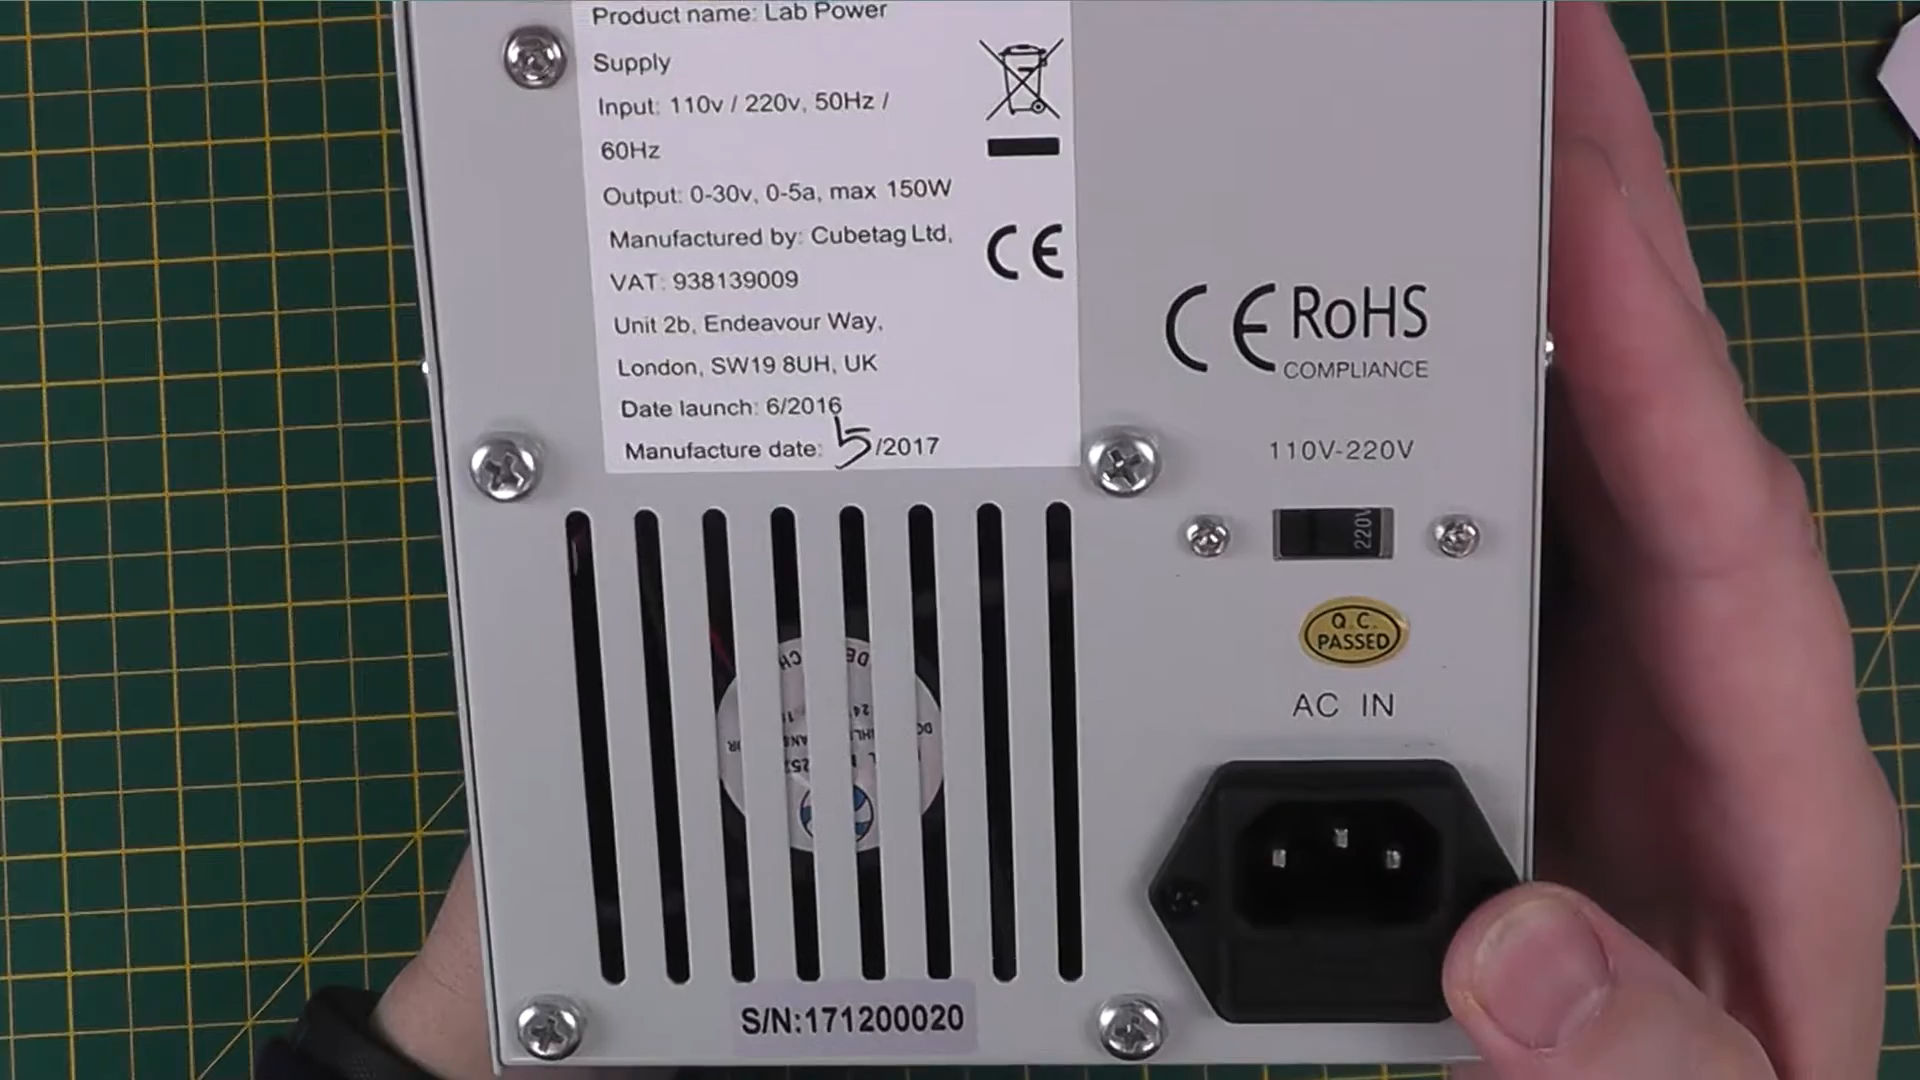 Product name: Lab Power
Supply
Input: 110v / 220v, 50Hz /
60Hz
Output: 0-30v, 0-5a, max 150W
Manufactured by: Cubetag Ltd,
VAT: 938139009
Unit 2b, Endeavour Way,
London, SW19 8UH, UK
Date launch: 6/2016
Manufacture date: 5/2017
CE
CE RoHS
COMPLIANCE
110V-220V
220V
Q.C.
PASSED
AC IN
S/N:171200020